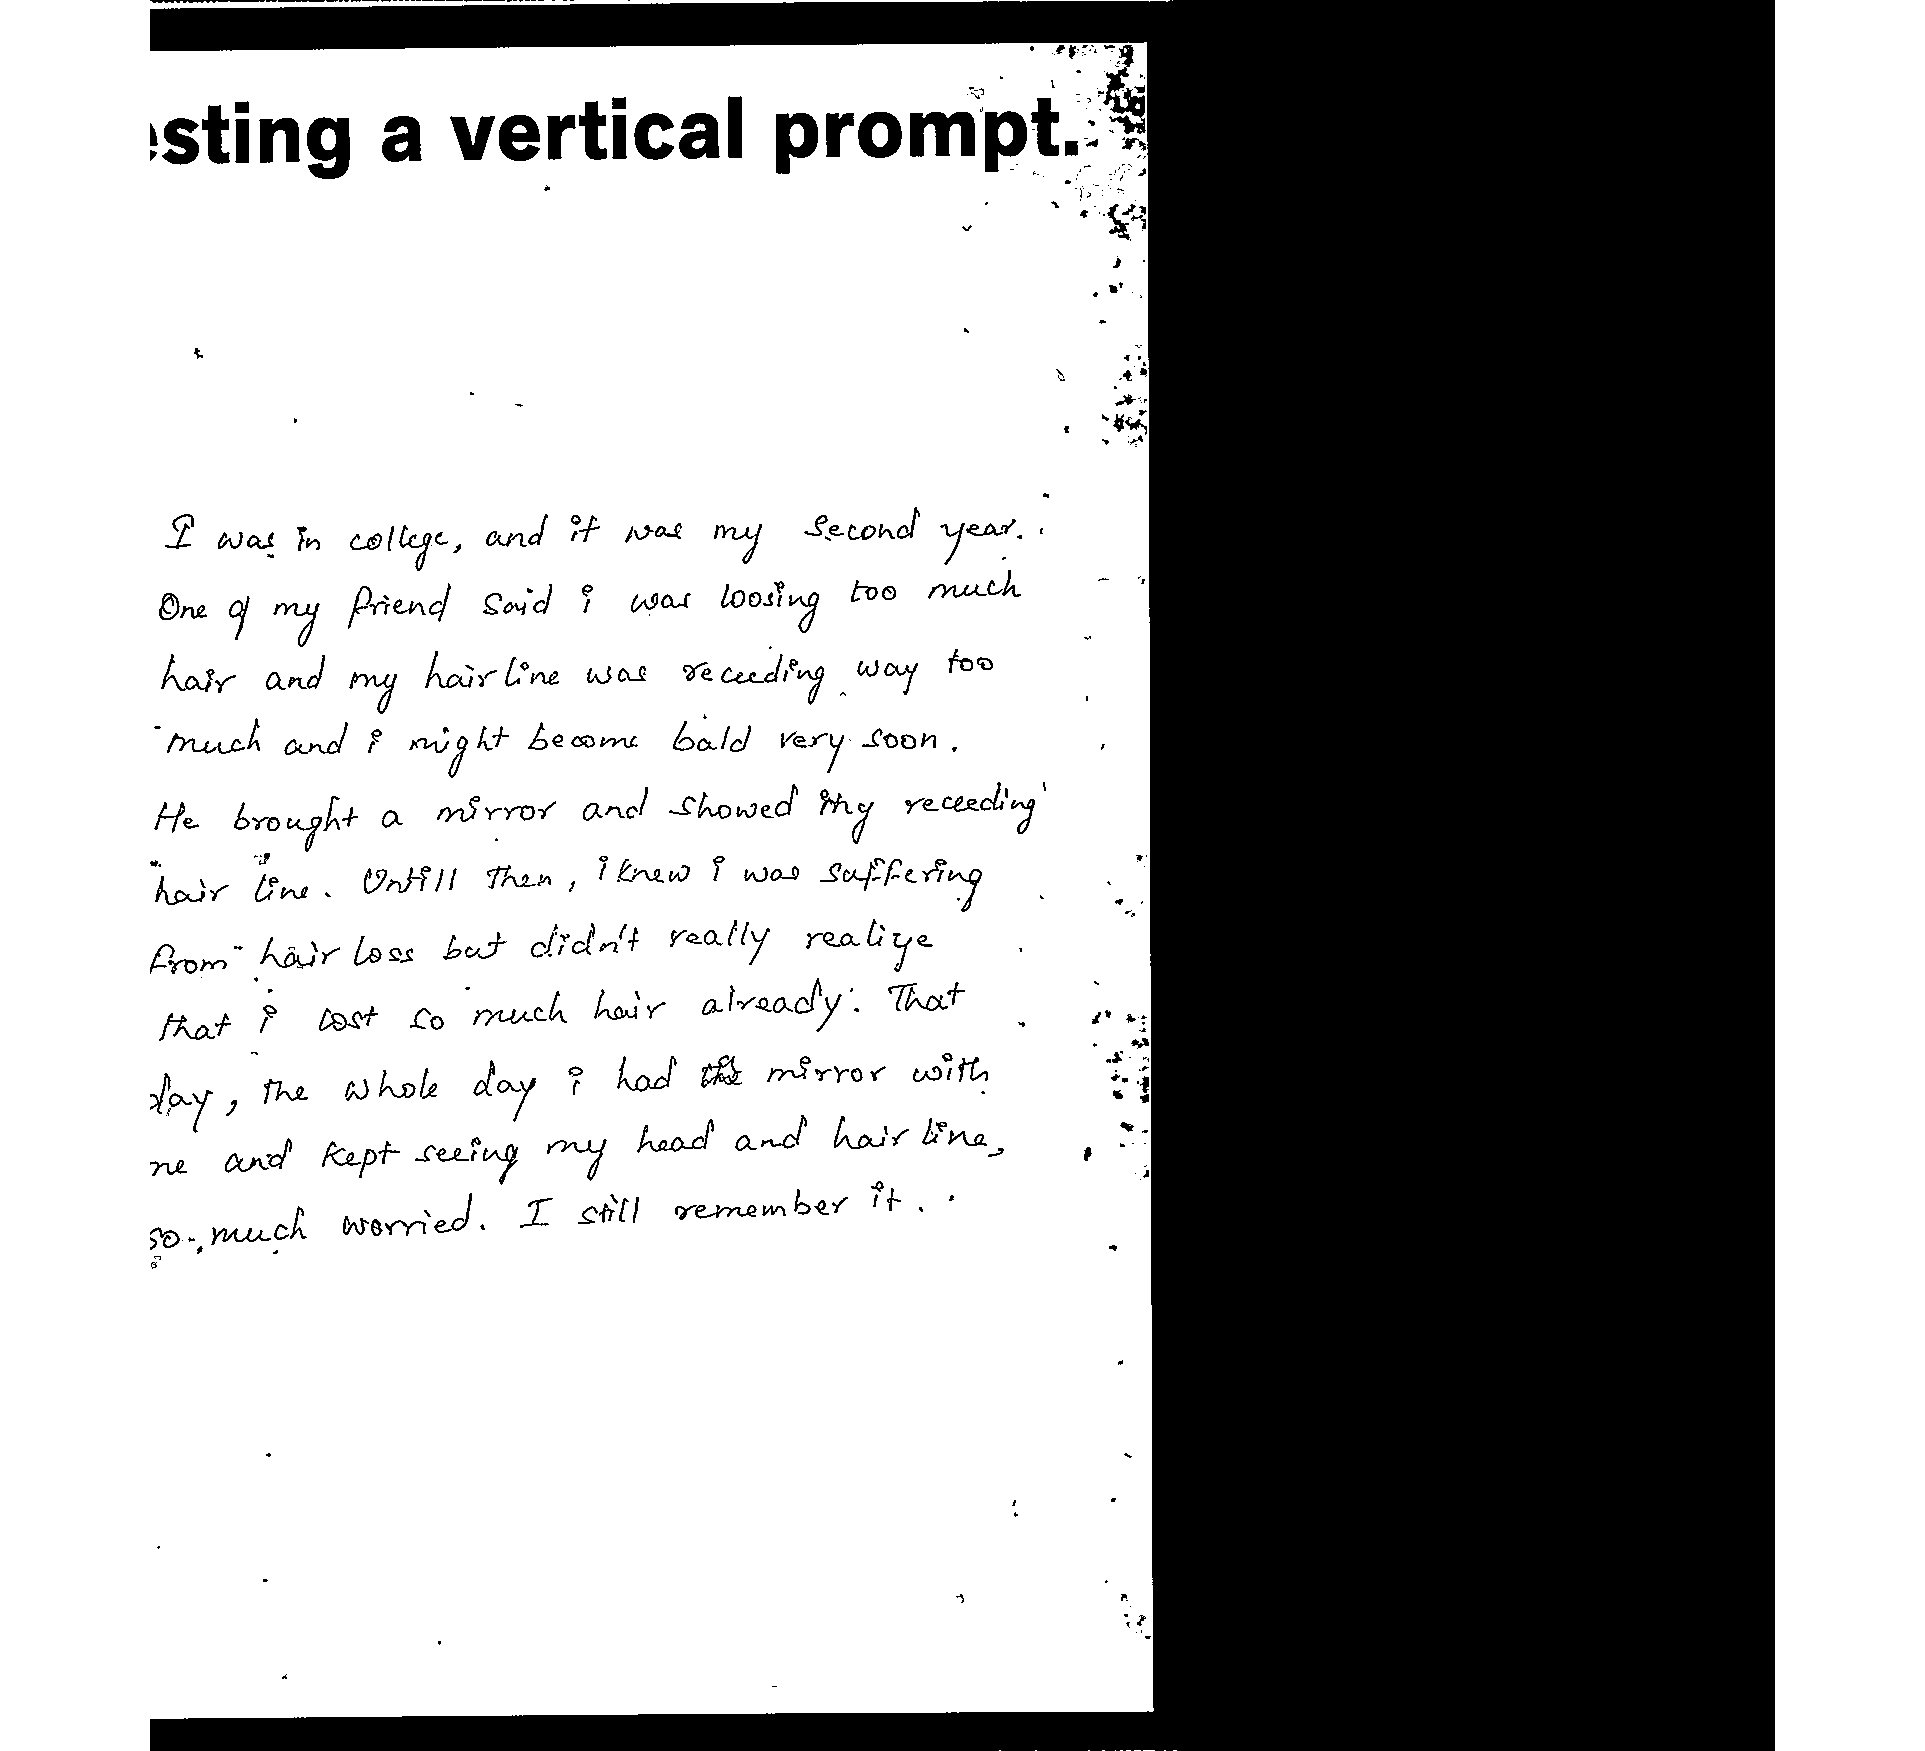 esting a vertical prompt.
I was in college, and it was my second year.
One of my friend said i was loosing too much
hair and my hairline was receeding way too
much and i might become bald very soon.
He brought a mirror and showed my receeding
hair line. Untill then, i knew i was suffering
from hair loss but didn't really realize
that i lost so much hair already. That
day, the whole day i had the mirror with
me and kept seeing my head and hair line,
so much worried. I still remember it.